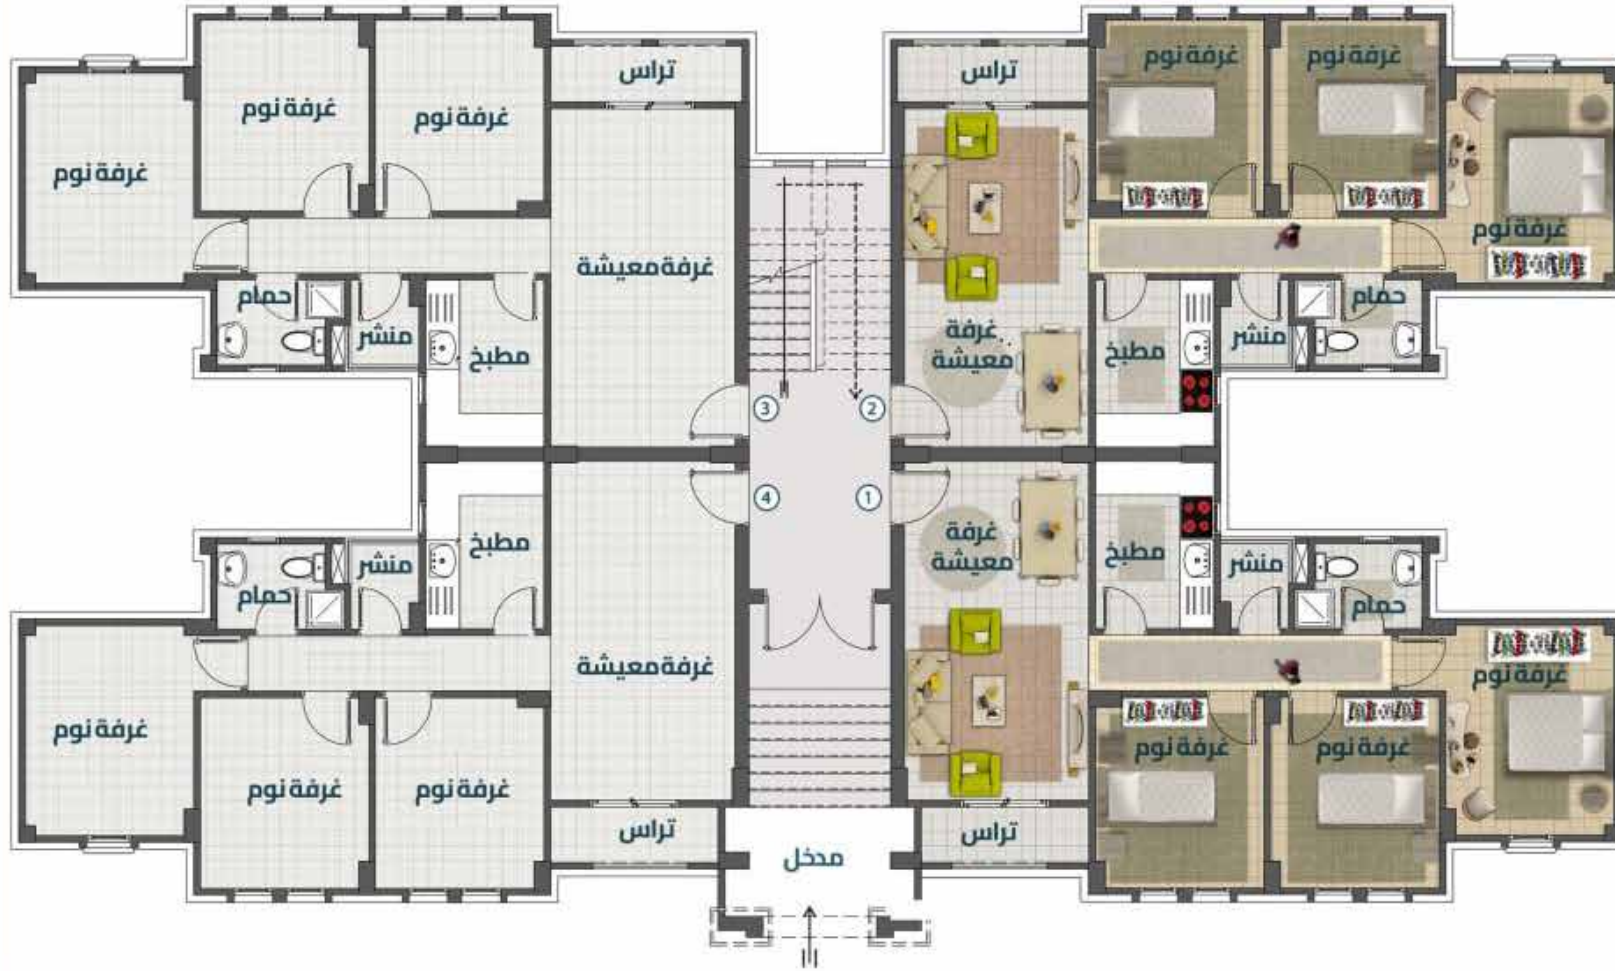 غرفة نوم
غرفة نوم
تراس
تراس
غرفة نوم
غرفة نوم
غرفة نوم
غرفة نوم
غرفة معيشة
غرفة
معيشة
حمام
منشر
مطبخ
مطبخ
منشر
حمام
3
2
4
1
مطبخ
منشر
حمام
غرفة
معيشة
مطبخ
منشر
حمام
غرفة نوم
غرفة معيشة
غرفة نوم
غرفة نوم
غرفة نوم
غرفة نوم
غرفة نوم
تراس
تراس
مدخل